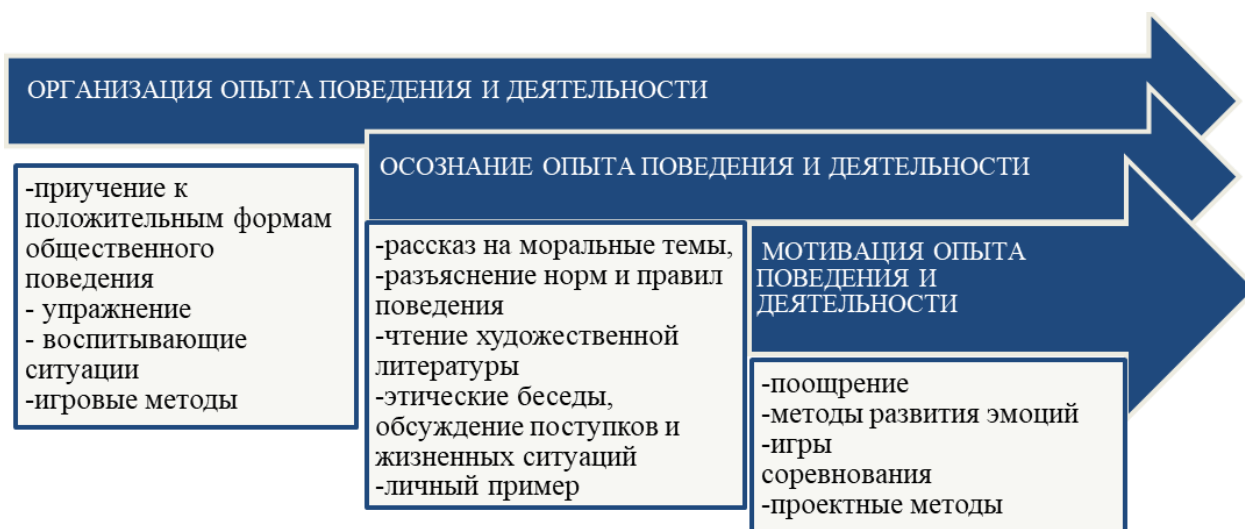 ОРГАНИЗАЦИЯ ОПЫТА ПОВЕДЕНИЯ И ДЕЯТЕЛЬНОСТИ
-приучение к
положительным формам
общественного
поведения
- упражнение
- воспитывающие
ситуации
-игровые методы
ОСОЗНАНИЕ ОПЫТА ПОВЕДЕНИЯ И ДЕЯТЕЛЬНОСТИ
-рассказ на моральные темы,
-разъяснение норм и правил
поведения
-чтение художественной
литературы
-этические беседы,
обсуждение поступков и
жизненных ситуаций
-личный пример
МОТИВАЦИЯ ОПЫТА
ПОВЕДЕНИЯ И
ДЕЯТЕЛЬНОСТИ
-поощрение
-методы развития эмоций
-игры
соревнования
-проектные методы